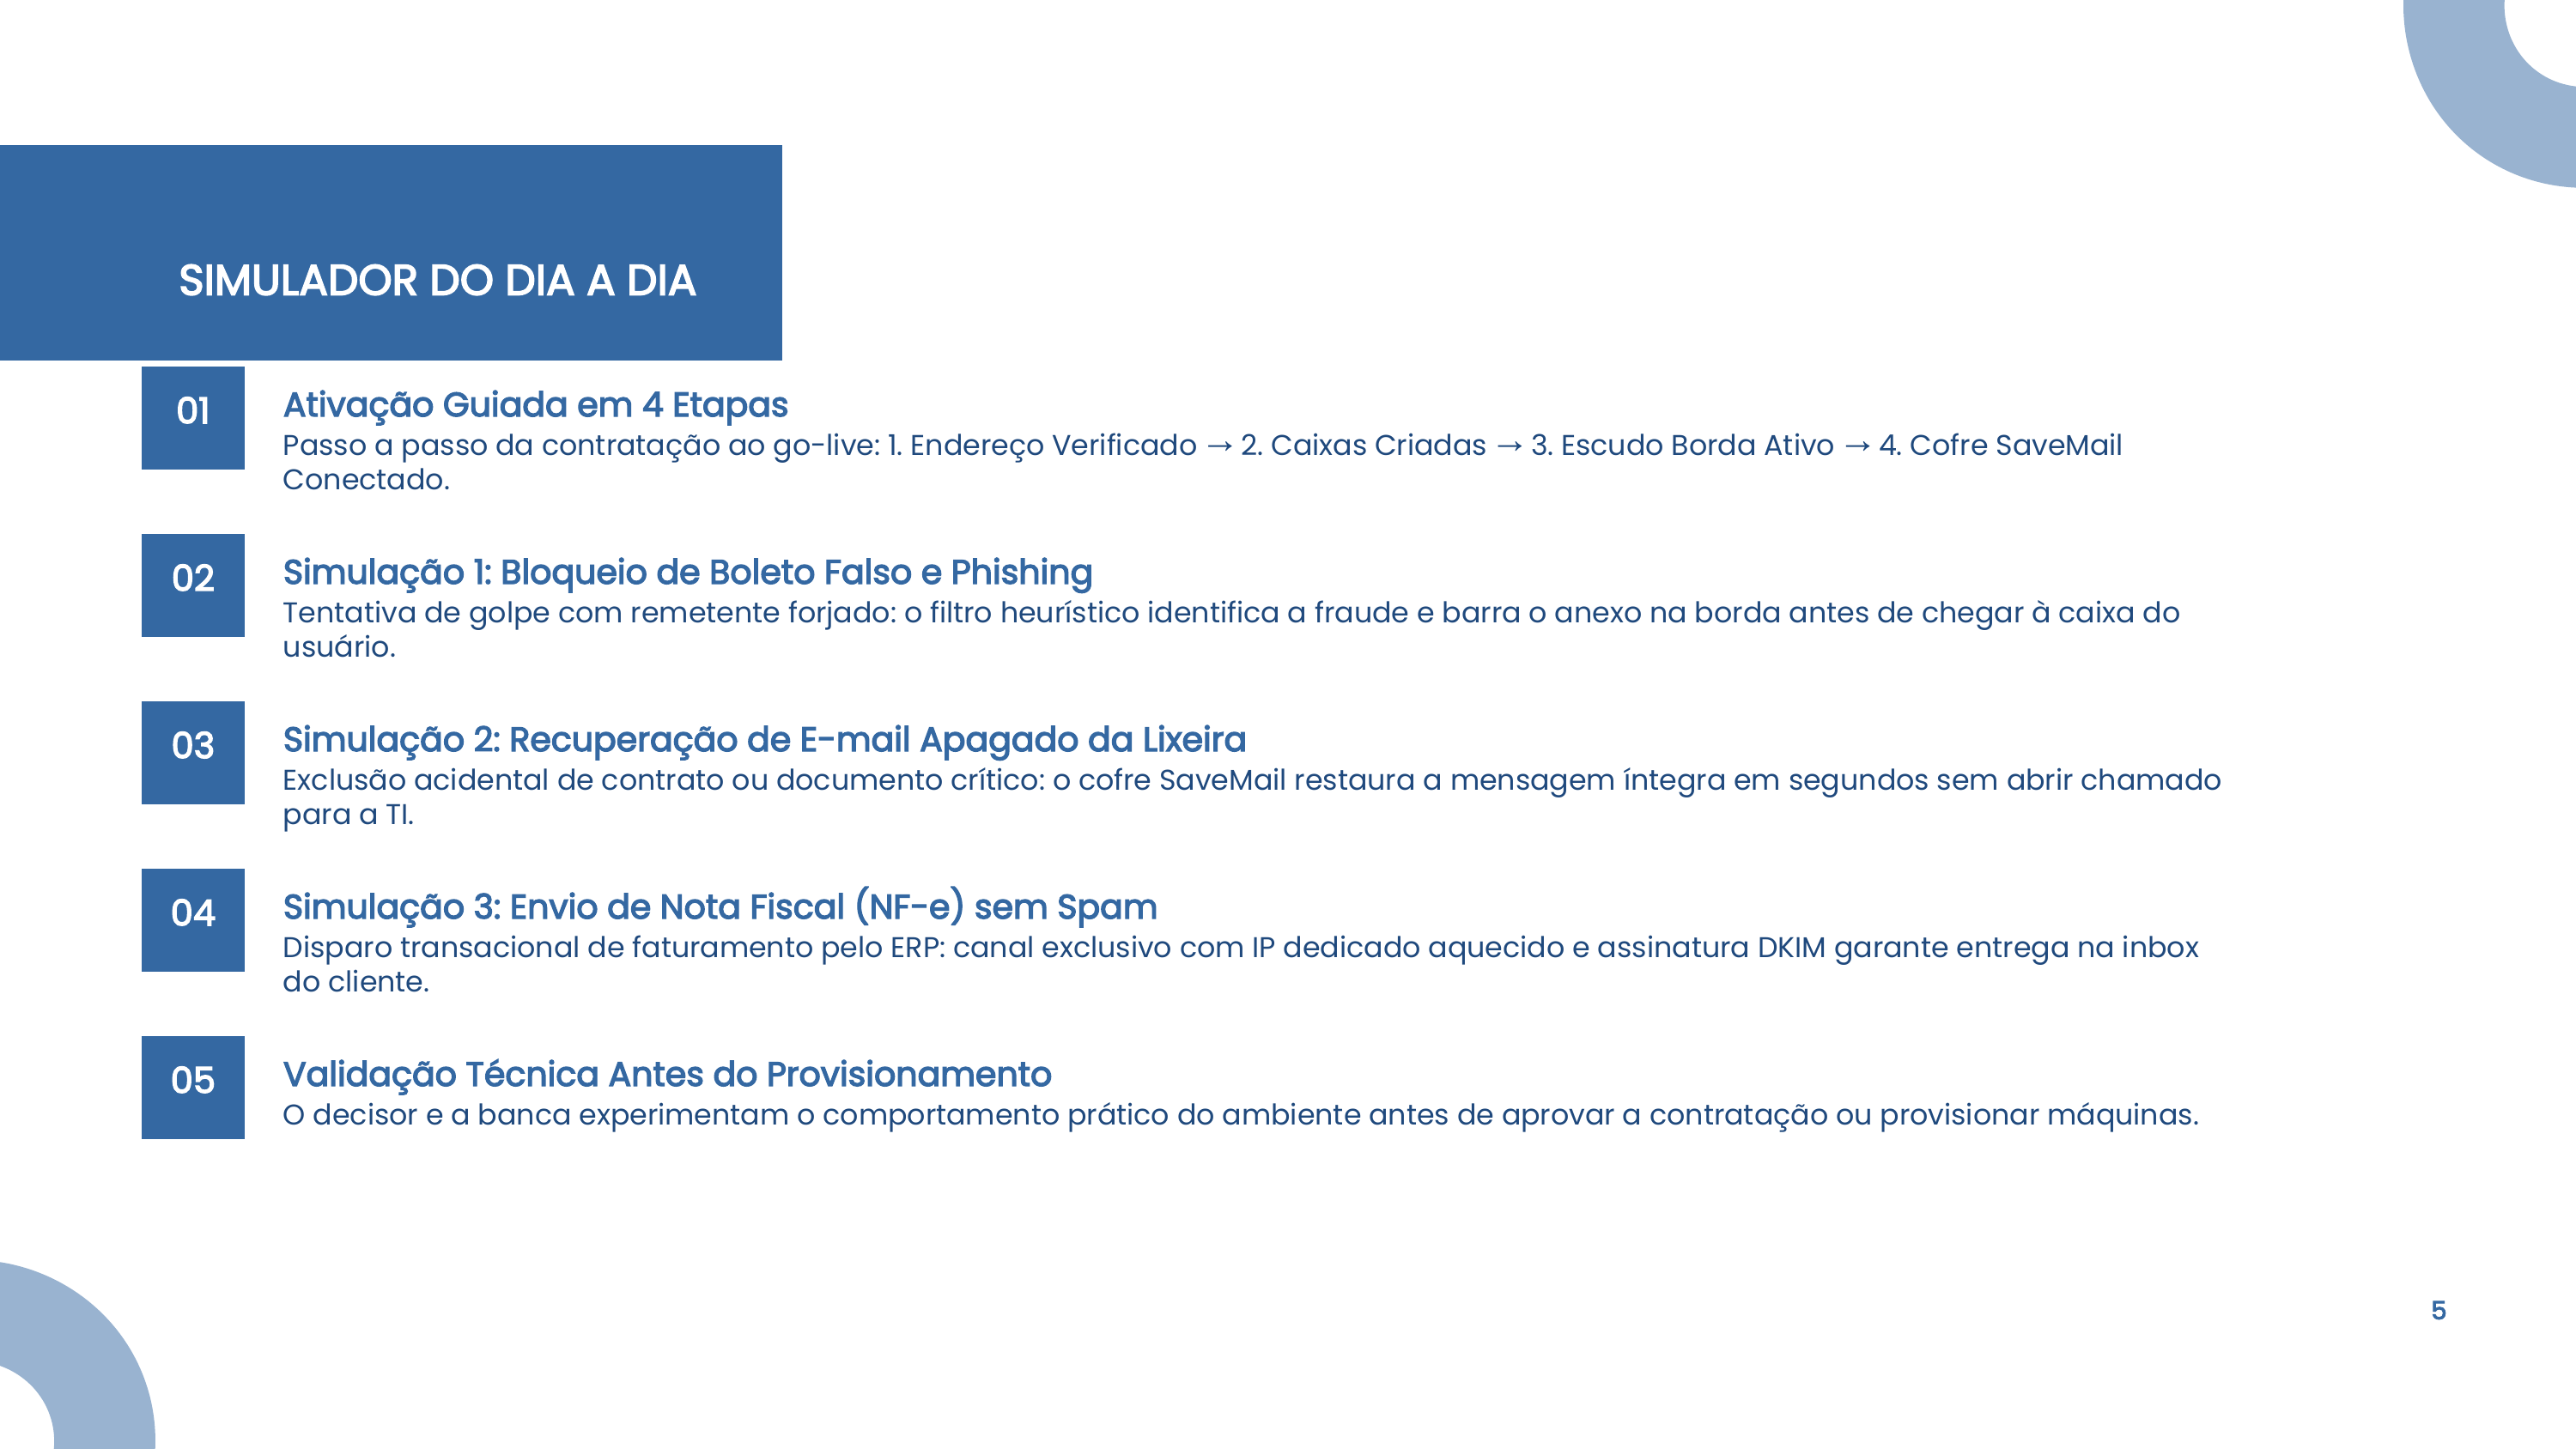 SIMULADOR DO DIA A DIA
01
Ativação Guiada em 4 Etapas
Passo a passo da contratação ao go-live: 1. Endereço Verificado → 2. Caixas Criadas → 3. Escudo Borda Ativo → 4. Cofre SaveMail
Conectado.
02
Simulação 1: Bloqueio de Boleto Falso e Phishing
Tentativa de golpe com remetente forjado: o filtro heurístico identifica a fraude e barra o anexo na borda antes de chegar à caixa do
usuário.
03
Simulação 2: Recuperação de E-mail Apagado da Lixeira
Exclusão acidental de contrato ou documento crítico: o cofre SaveMail restaura a mensagem íntegra em segundos sem abrir chamado
para a TI.
04
Simulação 3: Envio de Nota Fiscal (NF-e) sem Spam
Disparo transacional de faturamento pelo ERP: canal exclusivo com IP dedicado aquecido e assinatura DKIM garante entrega na inbox
do cliente.
05
Validação Técnica Antes do Provisionamento
O decisor e a banca experimentam o comportamento prático do ambiente antes de aprovar a contratação ou provisionar máquinas.
5